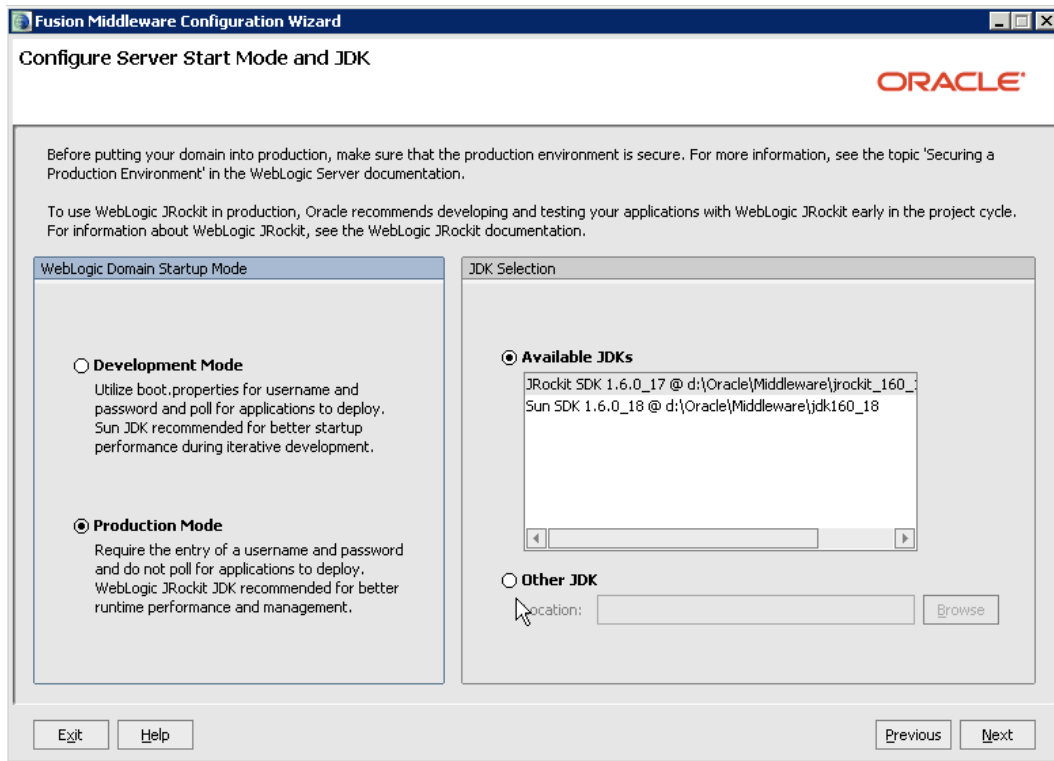 Fusion Middleware Configuration Wizard
Configure Server Start Mode and JDK
ORACLE
Before putting your domain into production, make sure that the production environment is secure. For more information, see the topic 'Securing a
Production Environment' in the WebLogic Server documentation.
To use WebLogic JRockit in production, Oracle recommends developing and testing your applications with WebLogic JRockit early in the project cycle.
For information about WebLogic JRockit, see the WebLogic JRockit documentation.
WebLogic Domain Startup Mode
Development Mode
Utilize boot.properties for username and
password and poll for applications to deploy.
Sun JDK recommended for better startup
performance during iterative development.
Production Mode
Require the entry of a username and password
and do not poll for applications to deploy.
WebLogic JRockit JDK recommended for better
runtime performance and management.
JDK Selection
Available JDKs
JRockit SDK 1.6.0_17 @ d:\Oracle\Middleware\jrockit_160_
Sun SDK 1.6.0_18 @ d:\Oracle\Middleware\jdk160_18
Other JDK
Location:
Browse
Exit
Help
Previous
Next